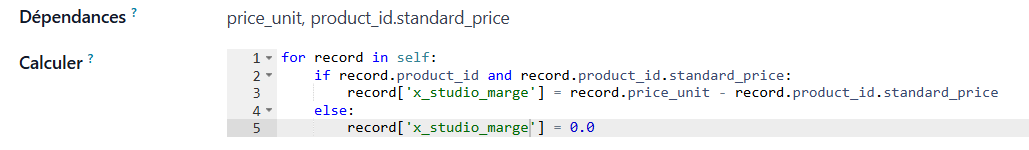 Dépendances ? price_unit, product_id.standard_price
Calculer ?
1 for record in self:
2 if record.product_id and record.product_id.standard_price:
3 record['x_studio_marge'] = record.price_unit - record.product_id.standard_price
4 else:
5 record['x_studio_marge'] = 0.0